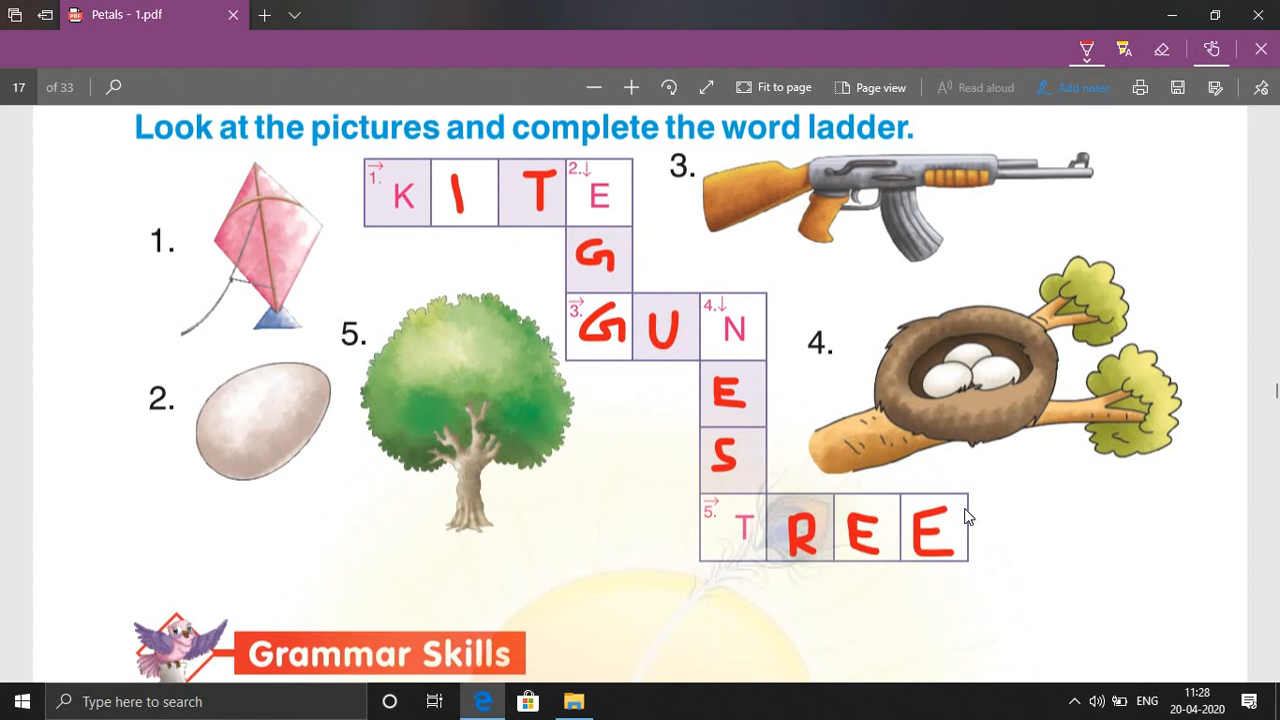 Petals - 1.pdf
17 of 33
Fit to page
Page view
Read aloud
Add notes
Look at the pictures and complete the word ladder.
1.
2.
3.
4.
5.
1. K I T 2. E
G
3. G U 4. N
E
S
5. T R E E
Grammar Skills
Type here to search
ENG
11:28
20-04-2020